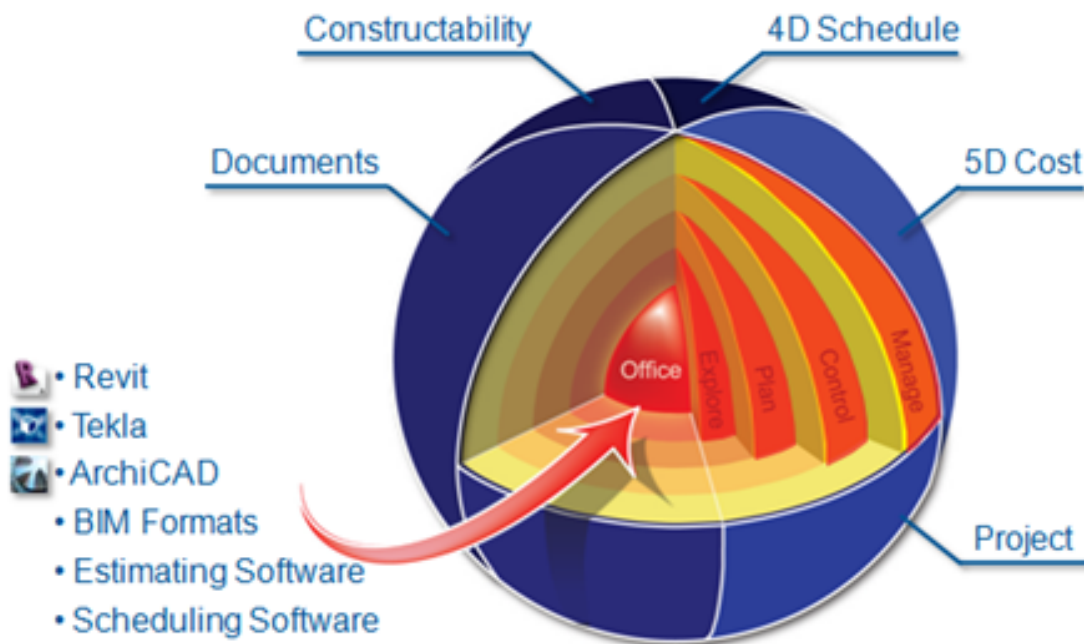 Constructability
4D Schedule
Documents
5D Cost
Office
Explore
Plan
Control
Manage
• Revit
• Tekla
• ArchiCAD
• BIM Formats
• Estimating Software
• Scheduling Software
Project